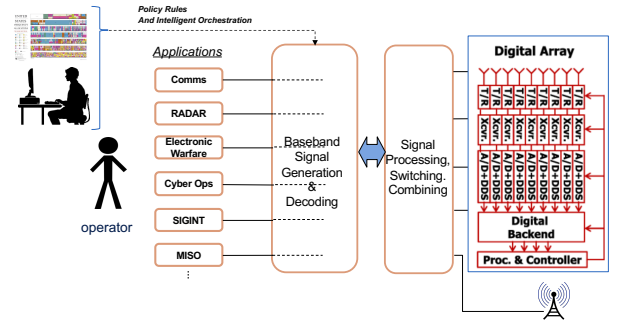 Policy Rules
And Intelligent Orchestration
UNITED
STATES
Applications
Comms
RADAR
Electronic
Warfare
Cyber Ops
SIGINT
MISO
⋮
operator
Baseband
Signal
Generation
&
Decoding
Signal
Processing,
Switching.
Combining
Digital Array
T/R T/R T/R T/R T/R T/R T/R T/R
Xcvr. Xcvr. Xcvr. Xcvr. Xcvr. Xcvr. Xcvr. Xcvr.
A/D+DDS A/D+DDS A/D+DDS A/D+DDS A/D+DDS A/D+DDS A/D+DDS A/D+DDS
Digital
Backend
Proc. & Controller